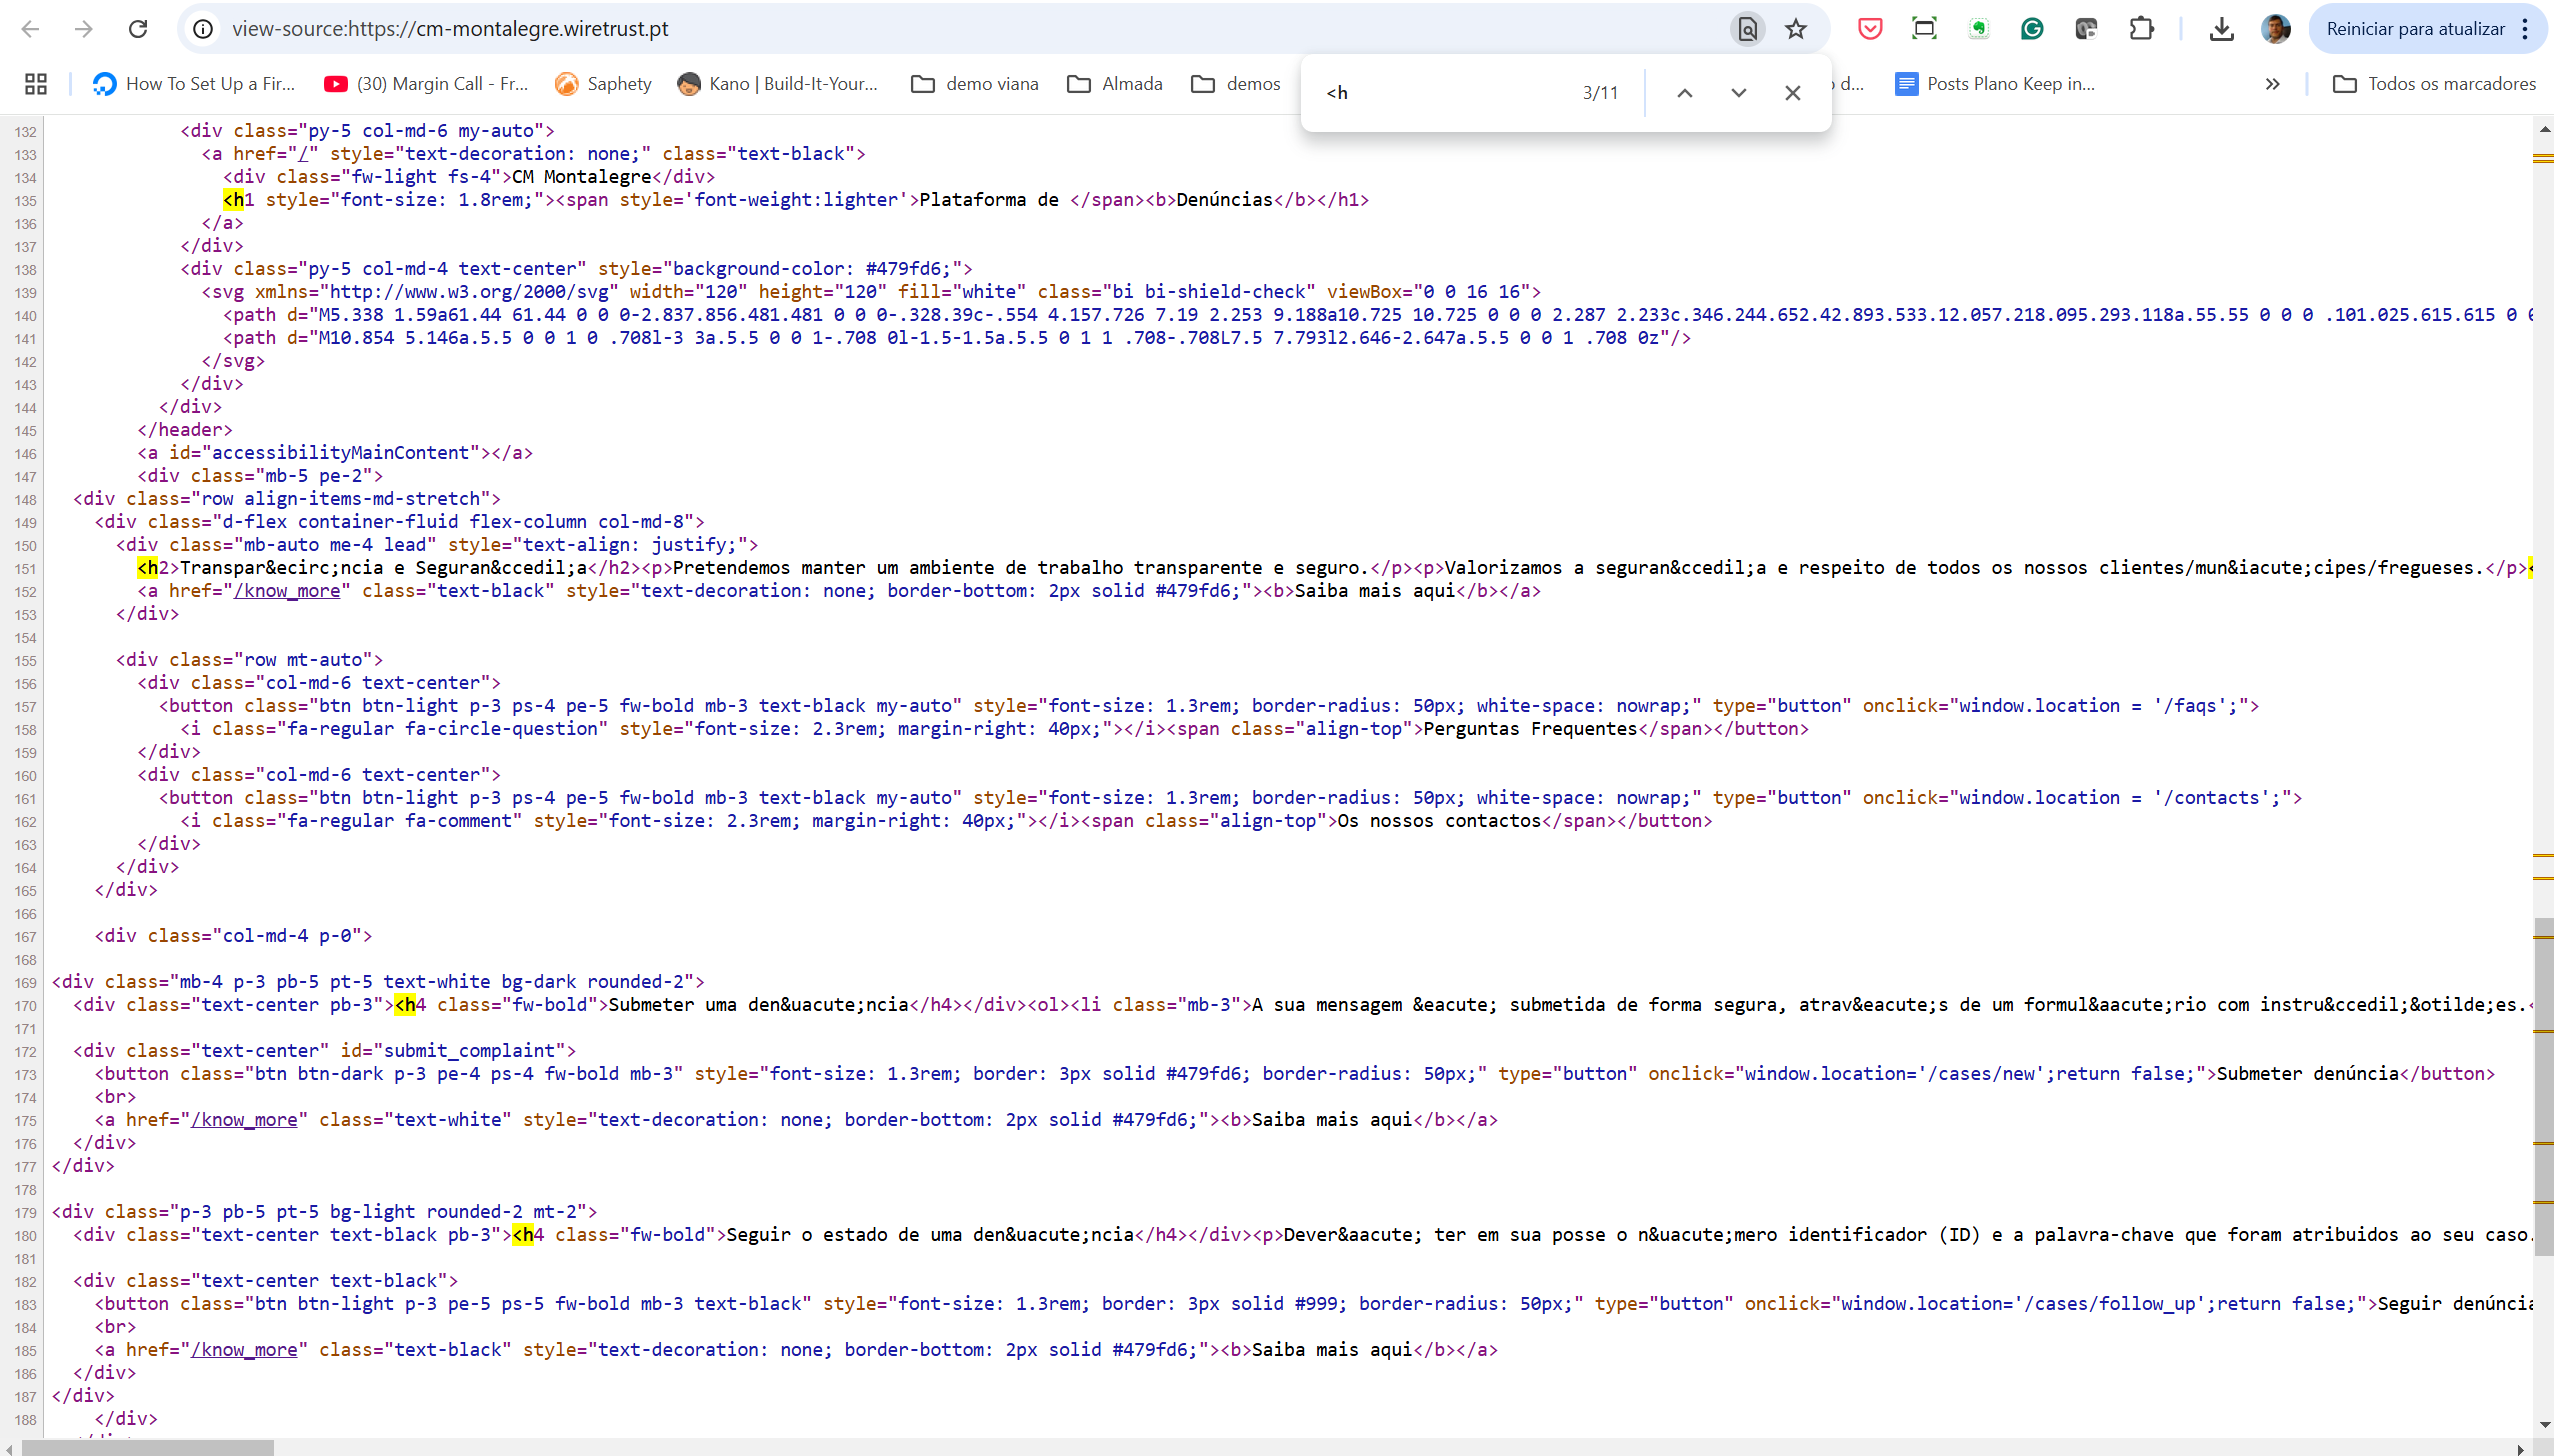 view-source:https://cm-montalegre.wiretrust.pt
Reiniciar para atualizar
How To Set Up a Fir...
(30) Margin Call - Fr...
Saphety
Kano | Build-It-Your...
demo viana
Almada
demos
<h
3/11
o d...
Posts Plano Keep in...
Todos os marcadores
132 <div class="py-5 col-md-6 my-auto">
133 <a href="/" style="text-decoration: none;" class="text-black">
134 <div class="fw-light fs-4">CM Montalegre</div>
135 <h1 style="font-size: 1.8rem;"><span style='font-weight:lighter'>Plataforma de </span><b>Denúncias</b></h1>
136 </a>
137 </div>
138 <div class="py-5 col-md-4 text-center" style="background-color: #479fd6;">
139 <svg xmlns="http://www.w3.org/2000/svg" width="120" height="120" fill="white" class="bi bi-shield-check" viewBox="0 0 16 16">
140 <path d="M5.338 1.59a61.44 61.44 0 0 0-2.837.856.481.481 0 0 0-.328.39c-.554 4.157.726 7.19 2.253 9.188a10.725 10.725 0 0 0 2.287 2.233c.346.244.652.42.893.533.12.057.218.095.293.118a.55.55 0 0 0 .101.025.615.615 0 0
141 <path d="M10.854 5.146a.5.5 0 0 1 0 .708l-3 3a.5.5 0 0 1-.708 0l-1.5-1.5a.5.5 0 1 1 .708-.708L7.5 7.793l2.646-2.647a.5.5 0 0 1 .708 0z"/>
142 </svg>
143 </div>
144 </div>
145 </header>
146 <a id="accessibilityMainContent"></a>
147 <div class="mb-5 pe-2">
148 <div class="row align-items-md-stretch">
149 <div class="d-flex container-fluid flex-column col-md-8">
150 <div class="mb-auto me-4 lead" style="text-align: justify;">
151 <h2>Transpar&ecirc;ncia e Seguran&ccedil;a</h2><p>Pretendemos manter um ambiente de trabalho transparente e seguro.</p><p>Valorizamos a seguran&ccedil;a e respeito de todos os nossos clientes/mun&iacute;cipes/fregueses.</p><
152 <a href="/know_more" class="text-black" style="text-decoration: none; border-bottom: 2px solid #479fd6;"><b>Saiba mais aqui</b></a>
153 </div>
154
155 <div class="row mt-auto">
156 <div class="col-md-6 text-center">
157 <button class="btn btn-light p-3 ps-4 pe-5 fw-bold mb-3 text-black my-auto" style="font-size: 1.3rem; border-radius: 50px; white-space: nowrap;" type="button" onclick="window.location = '/faqs';">
158 <i class="fa-regular fa-circle-question" style="font-size: 2.3rem; margin-right: 40px;"></i><span class="align-top">Perguntas Frequentes</span></button>
159 </div>
160 <div class="col-md-6 text-center">
161 <button class="btn btn-light p-3 ps-4 pe-5 fw-bold mb-3 text-black my-auto" style="font-size: 1.3rem; border-radius: 50px; white-space: nowrap;" type="button" onclick="window.location = '/contacts';">
162 <i class="fa-regular fa-comment" style="font-size: 2.3rem; margin-right: 40px;"></i><span class="align-top">Os nossos contactos</span></button>
163 </div>
164 </div>
165 </div>
166
167 <div class="col-md-4 p-0">
168
169 <div class="mb-4 p-3 pb-5 pt-5 text-white bg-dark rounded-2">
170 <div class="text-center pb-3"><h4 class="fw-bold">Submeter uma den&uacute;ncia</h4></div><ol><li class="mb-3">A sua mensagem &eacute; submetida de forma segura, atrav&eacute;s de um formul&aacute;rio com instru&ccedil;&otilde;es.<
171
172 <div class="text-center" id="submit_complaint">
173 <button class="btn btn-dark p-3 pe-4 ps-4 fw-bold mb-3" style="font-size: 1.3rem; border: 3px solid #479fd6; border-radius: 50px;" type="button" onclick="window.location='/cases/new';return false;">Submeter denúncia</button>
174 <br>
175 <a href="/know_more" class="text-white" style="text-decoration: none; border-bottom: 2px solid #479fd6;"><b>Saiba mais aqui</b></a>
176 </div>
177 </div>
178
179 <div class="p-3 pb-5 pt-5 bg-light rounded-2 mt-2">
180 <div class="text-center text-black pb-3"><h4 class="fw-bold">Seguir o estado de uma den&uacute;ncia</h4></div><p>Dever&aacute; ter em sua posse o n&uacute;mero identificador (ID) e a palavra-chave que foram atribuidos ao seu caso.
181
182 <div class="text-center text-black">
183 <button class="btn btn-light p-3 pe-5 ps-5 fw-bold mb-3 text-black" style="font-size: 1.3rem; border: 3px solid #999; border-radius: 50px;" type="button" onclick="window.location='/cases/follow_up';return false;">Seguir denúncia
184 <br>
185 <a href="/know_more" class="text-black" style="text-decoration: none; border-bottom: 2px solid #479fd6;"><b>Saiba mais aqui</b></a>
186 </div>
187 </div>
188 </div>